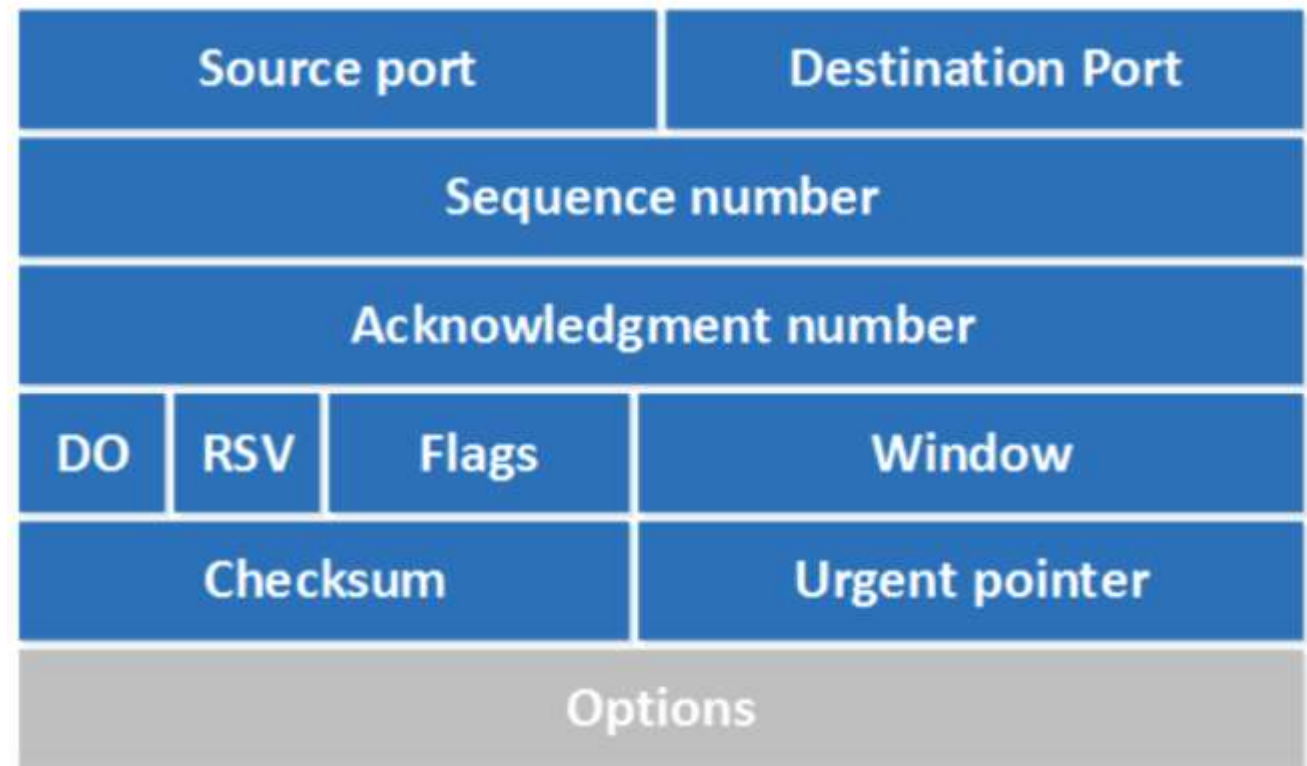 Source port Destination Port
Sequence number
Acknowledgment number
DO RSV Flags Window
Checksum Urgent pointer
Options